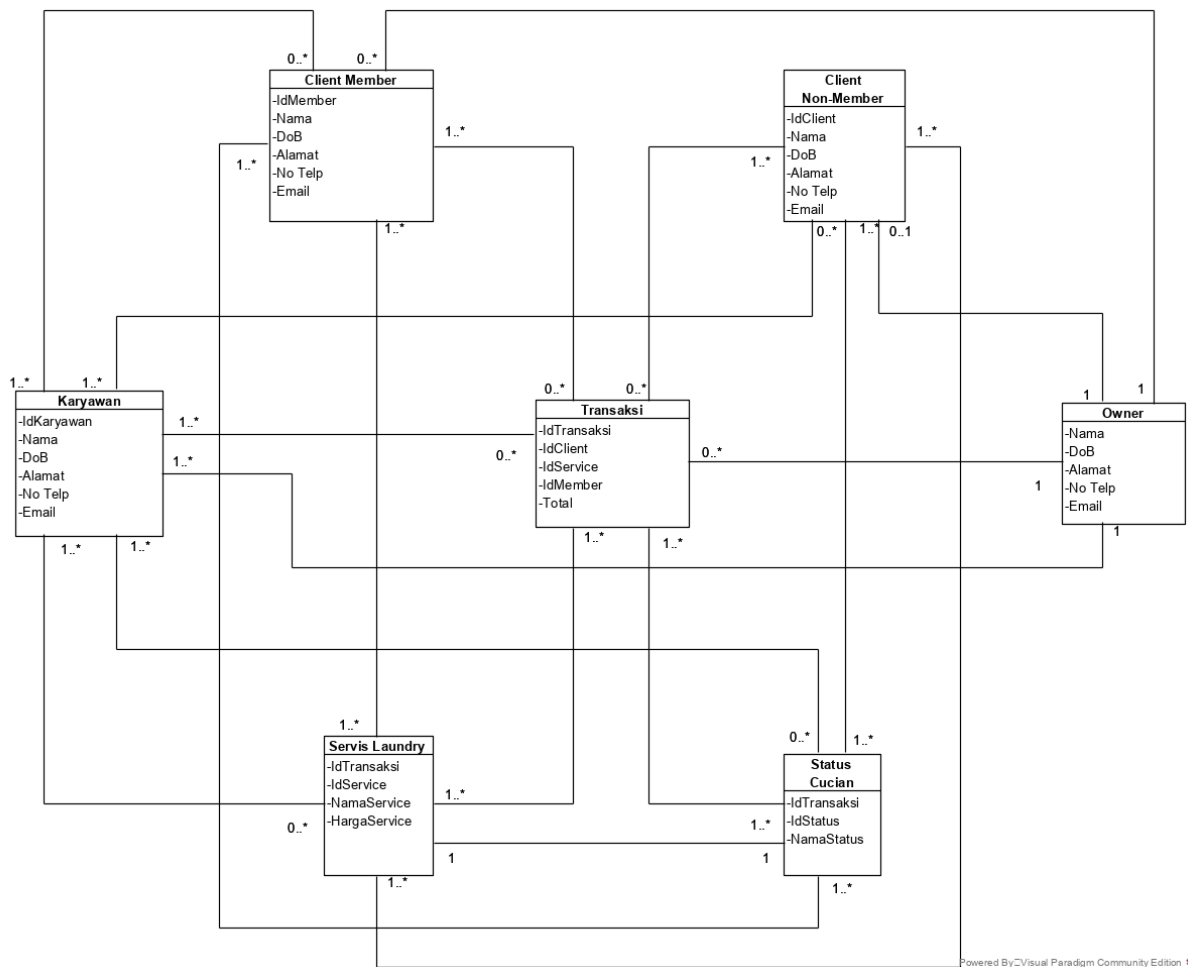 0..*
0..*
Client Member
-IdMember
-Nama
-DoB
-Alamat
-No Telp
-Email
1..*
1..*
1..*
Client
Non-Member
-IdClient
-Nama
-DoB
-Alamat
-No Telp
-Email
1..*
1..*
0..*
1..*
0..1
1..*
1..*
Karyawan
-IdKaryawan
-Nama
-DoB
-Alamat
-No Telp
-Email
1..*
1..*
1..*
1..*
0..*
0..*
Transaksi
-IdTransaksi
-IdClient
-IdService
-IdMember
-Total
0..*
0..*
1..*
1..*
1
1
Owner
-Nama
-DoB
-Alamat
-No Telp
-Email
1
1
1..*
Servis Laundry
-IdTransaksi
-IdService
-NamaService
-HargaService
0..*
1..*
1
1..*
0..*
1..*
Status
Cucian
-IdTransaksi
-IdStatus
-NamaStatus
1..*
1
1..*
Powered By Visual Paradigm Community Edition